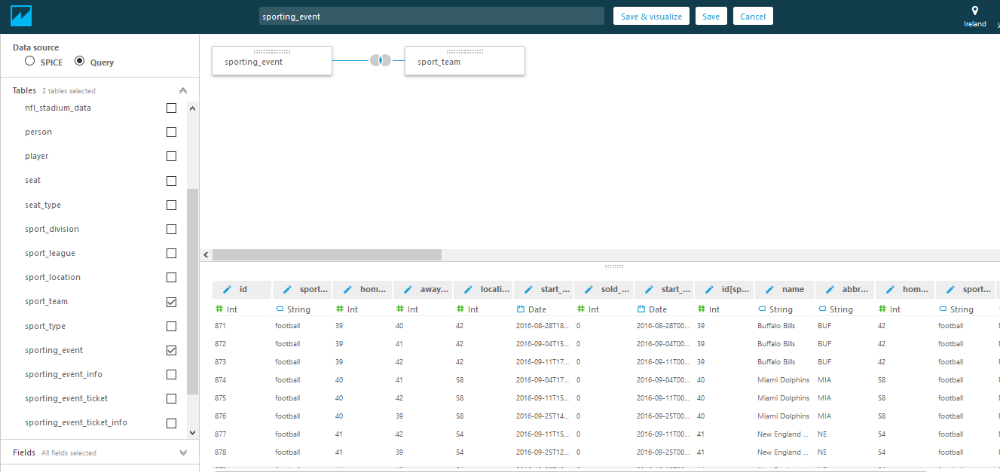 sporting_event Save & visualize Save Cancel Ireland
Data source
SPICE Query
Tables 2 tables selected
nfl_stadium_data
person
player
seat
seat_type
sport_division
sport_league
sport_location
sport_team
sport_type
sporting_event
sporting_event_info
sporting_event_ticket
sporting_event_ticket_info
Fields All fields selected
sporting_event sport_team
id sport... hom... away... locati... start_... sold_... start_... id[sp... name abbr... hom... sport...
Int String Int Int Int Date Int Date Int String String Int String
871 football 39 40 42 2016-08-28T18... 0 2016-08-28T00... 39 Buffalo Bills BUF 42 football
872 football 39 41 42 2016-09-04T15... 0 2016-09-04T00... 39 Buffalo Bills BUF 42 football
873 football 39 42 42 2016-09-11T17... 0 2016-09-11T00... 39 Buffalo Bills BUF 42 football
874 football 40 41 58 2016-09-04T17... 0 2016-09-04T00... 40 Miami Dolphins MIA 58 football
875 football 40 42 58 2016-09-11T15... 0 2016-09-11T00... 40 Miami Dolphins MIA 58 football
876 football 40 39 58 2016-09-25T14... 0 2016-09-25T00... 40 Miami Dolphins MIA 58 football
877 football 41 42 54 2016-09-11T15... 0 2016-09-11T00... 41 New England ... NE 54 football
878 football 41 39 54 2016-09-25T12... 0 2016-09-25T00... 41 New England ... NE 54 football